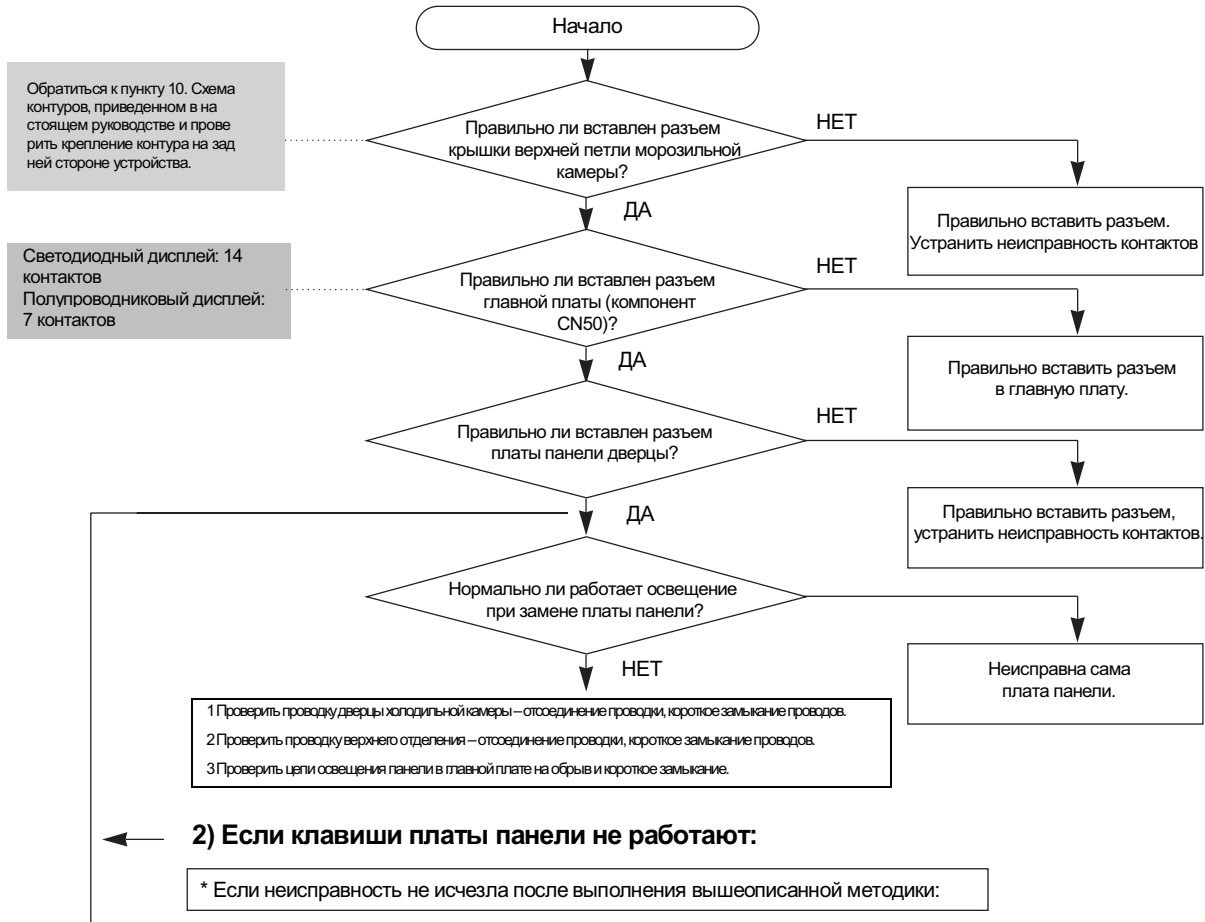 Начало
Обратиться к пункту 10. Схема
контуров, приведенном в на
стоящем руководстве и прове
рить крепление контура на зад
ней стороне устройства.
Правильно ли вставлен разъем
крышки верхней петли морозильной
камеры?
НЕТ
ДА
Правильно вставить разъем.
Устранить неисправность контактов
Светодиодный дисплей: 14
контактов
Полупроводниковый дисплей:
7 контактов
Правильно ли вставлен разъем
главной платы (компонент
CN50)?
НЕТ
ДА
Правильно вставить разъем
в главную плату.
Правильно ли вставлен разъем
платы панели дверцы?
НЕТ
ДА
Правильно вставить разъем,
устранить неисправность контактов.
Нормально ли работает освещение
при замене платы панели?
НЕТ
Неисправна сама
плата панели.
1 Проверить проводку дверцы холодильной камеры – отсоединение проводки, короткое замыкание проводов.
2 Проверить проводку верхнего отделения – отсоединение проводки, короткое замыкание проводов.
3 Проверить цепи освещения панели в главной плате на обрыв и короткое замыкание.
2) Если клавиши платы панели не работают:
* Если неисправность не исчезла после выполнения вышеописанной методики: